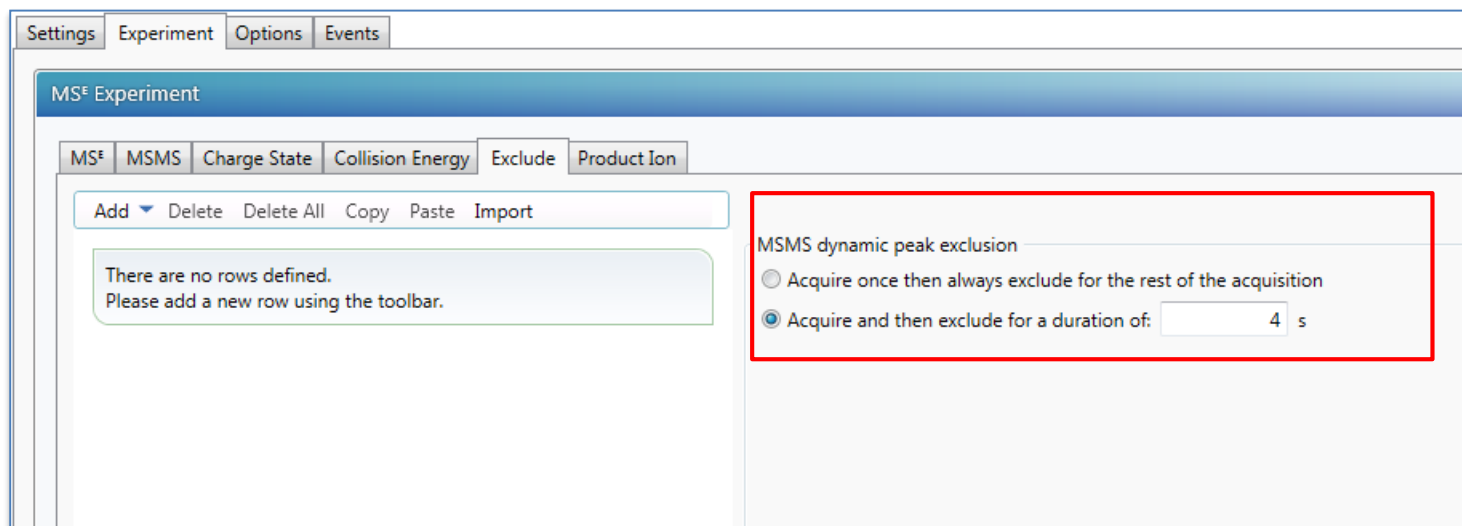 Settings Experiment Options Events
MSᴱ Experiment
MSᴱ MSMS Charge State Collision Energy Exclude Product Ion
Add Delete Delete All Copy Paste Import
There are no rows defined.
Please add a new row using the toolbar.
MSMS dynamic peak exclusion
Acquire once then always exclude for the rest of the acquisition
Acquire and then exclude for a duration of: 4 s